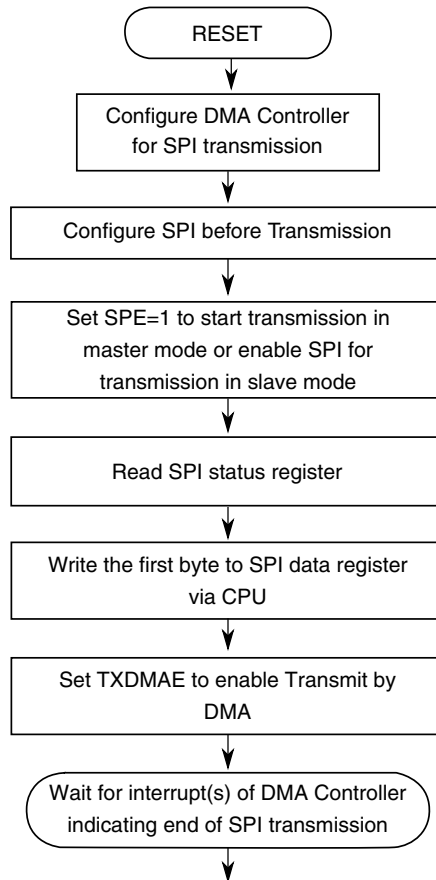 RESET
Configure DMA Controller
for SPI transmission
Configure SPI before Transmission
Set SPE=1 to start transmission in
master mode or enable SPI for
transmission in slave mode
Read SPI status register
Write the first byte to SPI data register
via CPU
Set TXDMAE to enable Transmit by
DMA
Wait for interrupt(s) of DMA Controller
indicating end of SPI transmission